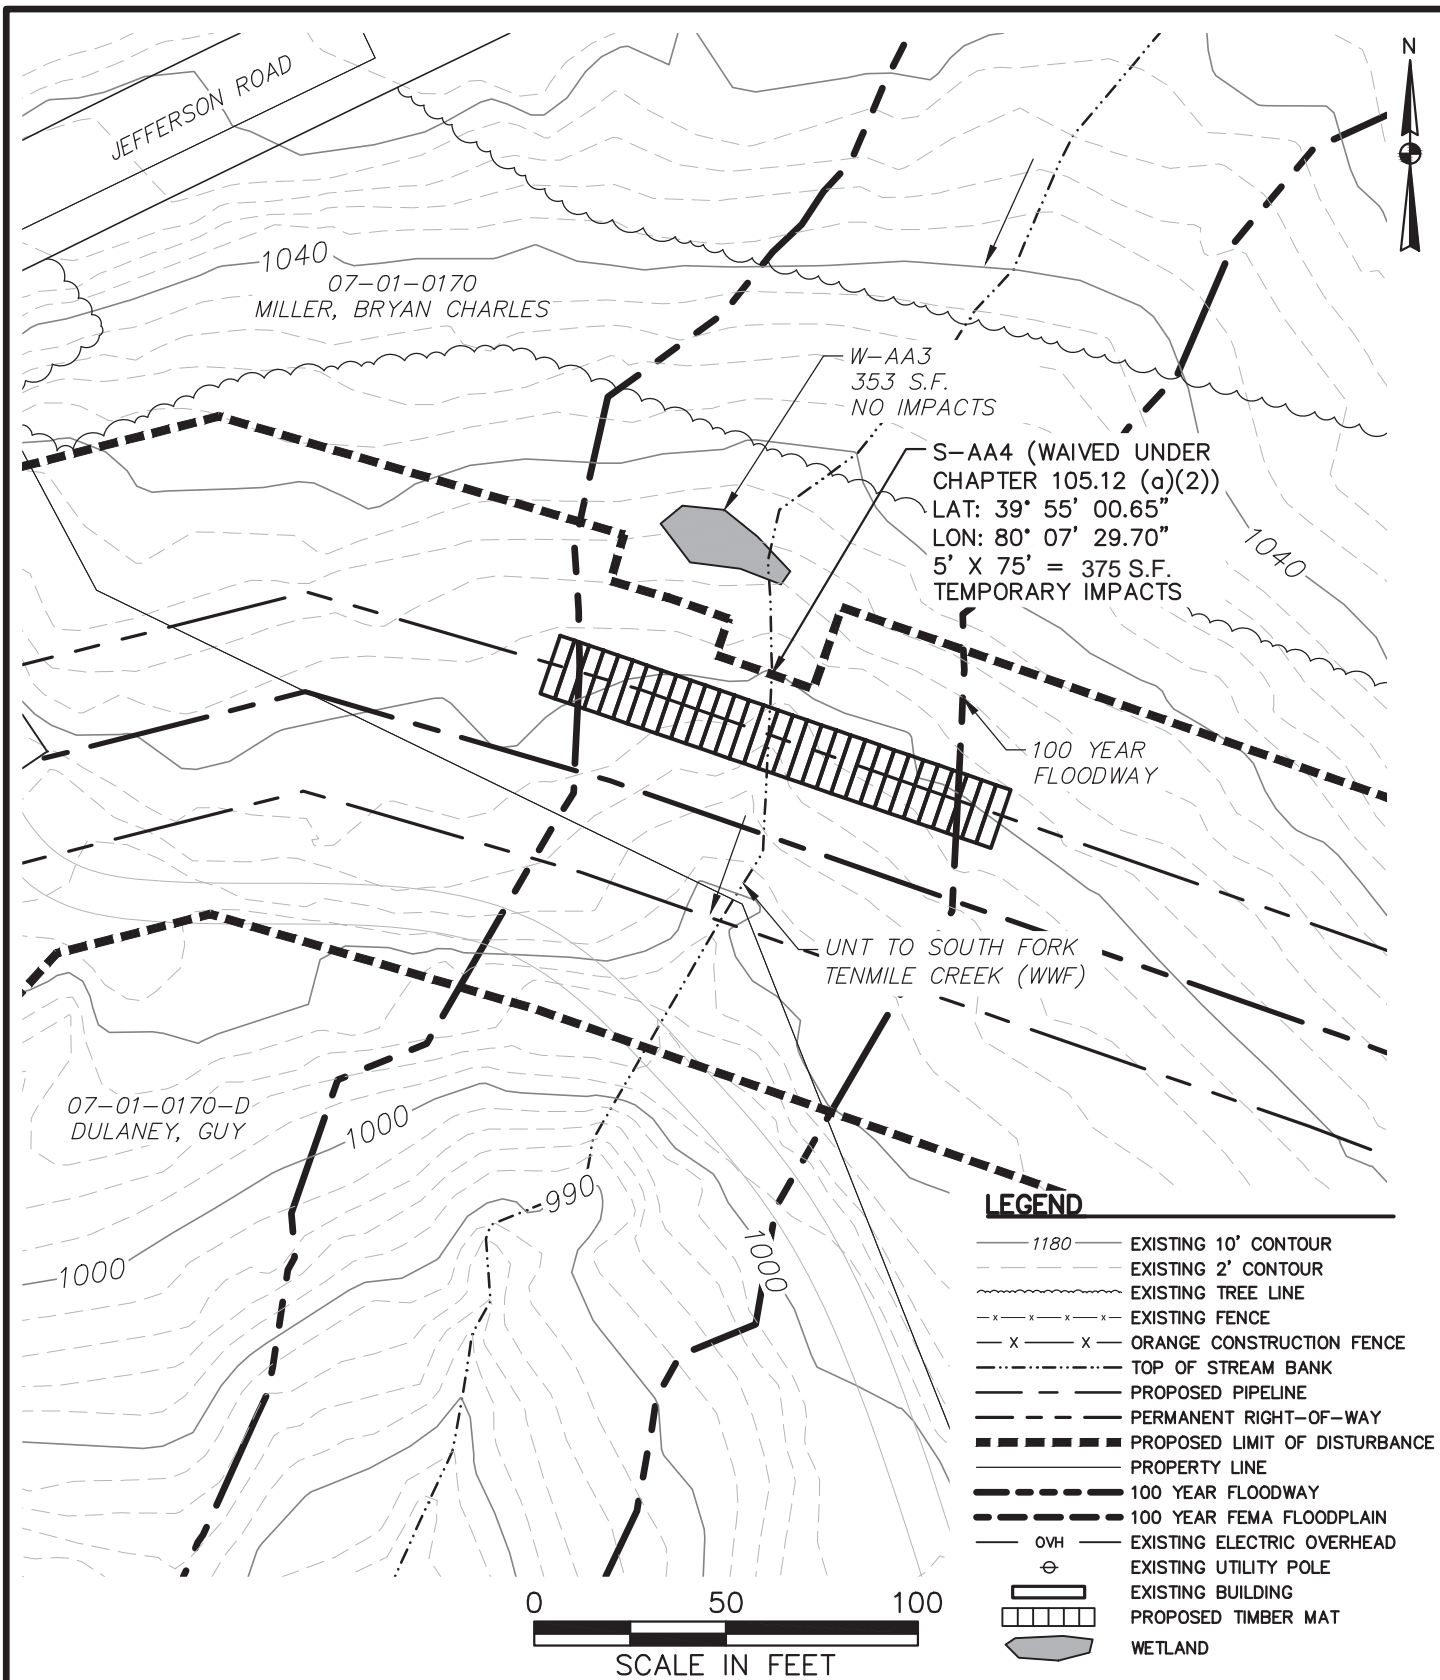 N
JEFFERSON ROAD
1040
07-01-0170
MILLER, BRYAN CHARLES
W-AA3
353 S.F.
NO IMPACTS
S-AA4 (WAIVED UNDER
CHAPTER 105.12 (a)(2))
LAT: 39° 55' 00.65"
LON: 80° 07' 29.70"
5' X 75' = 375 S.F.
TEMPORARY IMPACTS
1040
100 YEAR
FLOODWAY
UNT TO SOUTH FORK
TENMILE CREEK (WWF)
07-01-0170-D
DULANEY, GUY
1000
990
1000
1000
LEGEND
1180 EXISTING 10' CONTOUR
EXISTING 2' CONTOUR
EXISTING TREE LINE
x x x x EXISTING FENCE
X X ORANGE CONSTRUCTION FENCE
TOP OF STREAM BANK
PROPOSED PIPELINE
PERMANENT RIGHT-OF-WAY
PROPOSED LIMIT OF DISTURBANCE
PROPERTY LINE
100 YEAR FLOODWAY
100 YEAR FEMA FLOODPLAIN
OVH EXISTING ELECTRIC OVERHEAD
EXISTING UTILITY POLE
EXISTING BUILDING
PROPOSED TIMBER MAT
WETLAND
0 50 100
SCALE IN FEET